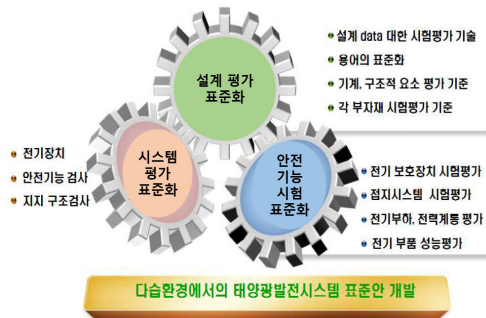 설계 평가
표준화
설계 data 대한 시험평가 기술
용어의 표준화
기계, 구조적 요소 평가 기준
각 부자재 시험평가 기준
시스템
평가
표준화
전기장치
안전기능 검사
지지 구조검사
안전
기능
시험
표준화
전기 보호장치 시험평가
접지시스템 시험평가
전기부하, 전력계통 평가
전기 부품 성능평가
다습환경에서의 태양광발전시스템 표준안 개발